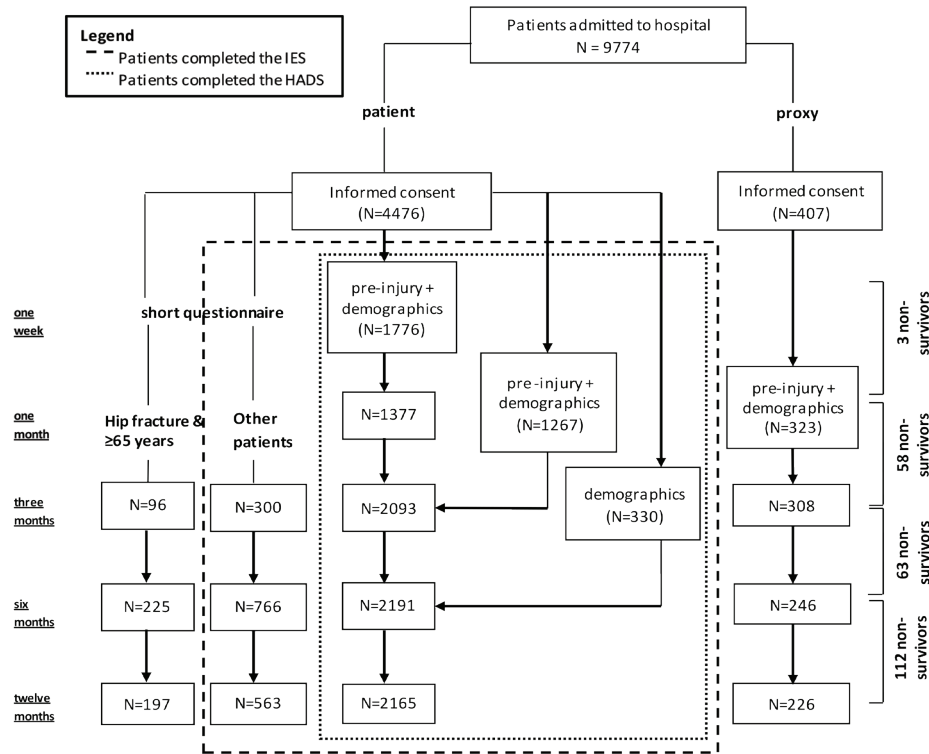 Legend
Patients completed the IES
Patients completed the HADS
Patients admitted to hospital
N = 9774
patient
proxy
Informed consent
(N=4476)
Informed consent
(N=407)
one
week
short questionnaire
pre-injury +
demographics
(N=1776)
3 non-
survivors
one
month
Hip fracture &
≥65 years
Other
patients
N=1377
pre -injury +
demographics
(N=1267)
pre-injury +
demographics
(N=323)
58 non-
survivors
three
months
N=96
N=300
N=2093
demographics
(N=330)
N=308
63 non-
survivors
six
months
N=225
N=766
N=2191
N=246
112 non-
survivors
twelve
months
N=197
N=563
N=2165
N=226